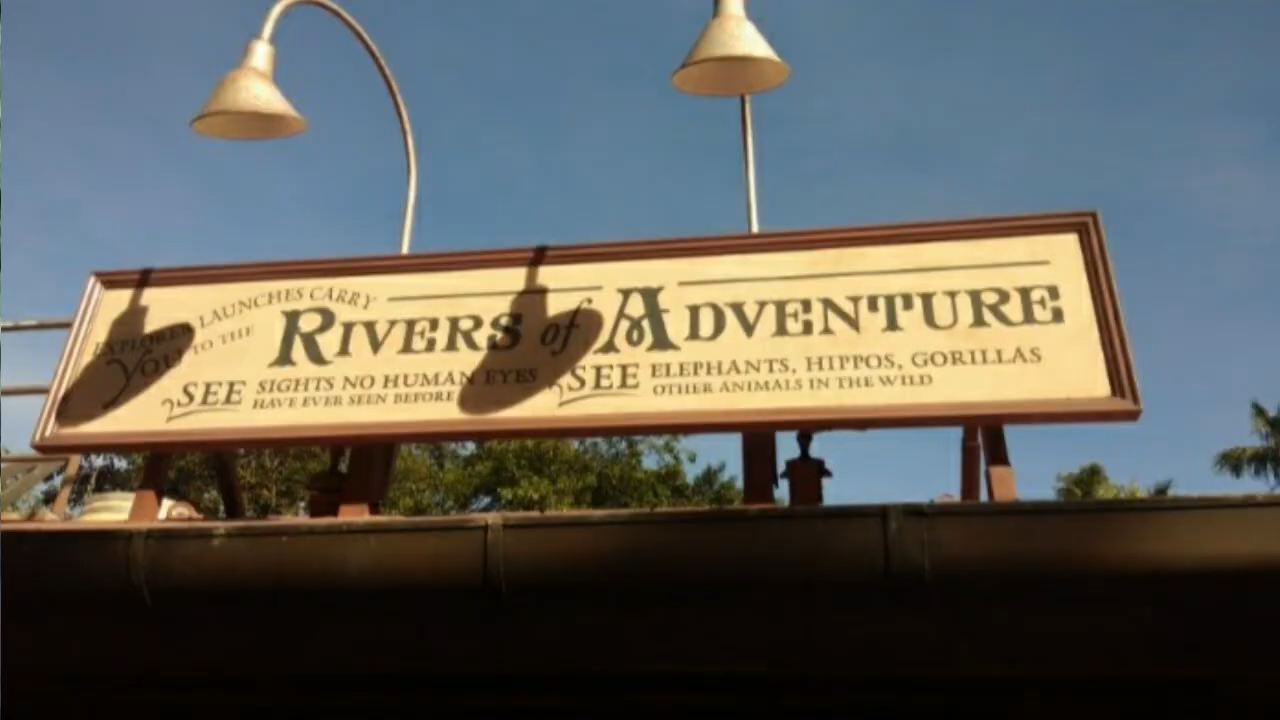 EXPLORER LAUNCHES CARRY
YOU TO THE
RIVERS of ADVENTURE
SEE SIGHTS NO HUMAN EYES
HAVE EVER SEEN BEFORE
SEE ELEPHANTS, HIPPOS, GORILLAS
OTHER ANIMALS IN THE WILD